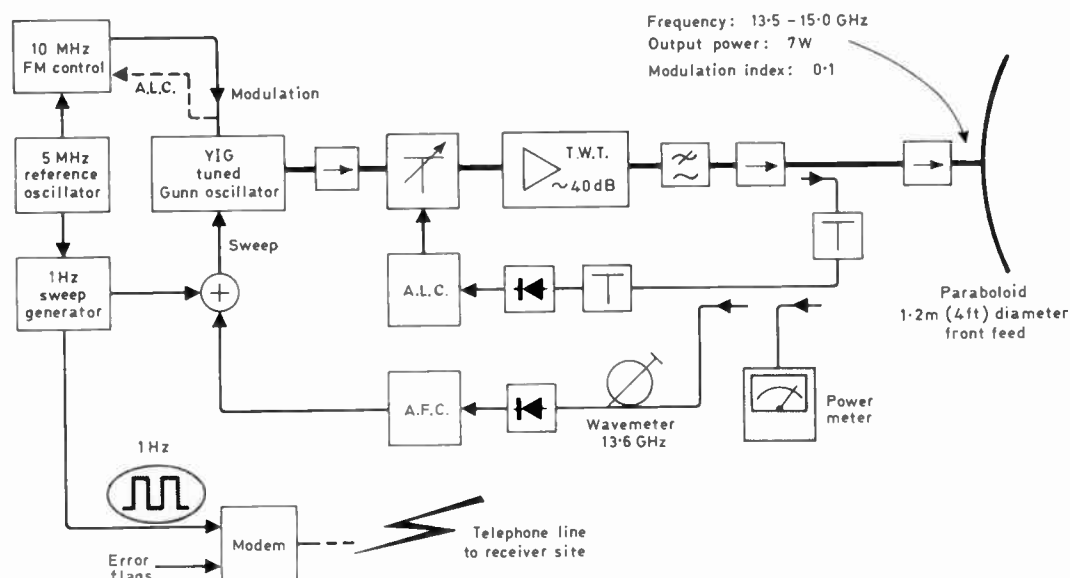 Frequency: 13·5 – 15·0 GHz
Output power: 7W
Modulation index: 0·1
10 MHz
FM control
A.L.C.
Modulation
5 MHz
reference
oscillator
YIG
tuned
Gunn oscillator
T.W.T.
~40dB
Sweep
1Hz
sweep
generator
+
A.L.C.
Paraboloid
1·2m (4ft) diameter
front feed
A.F.C.
Wavemeter
13·6 GHz
Power
meter
1Hz
Modem
Telephone line
to receiver site
Error
flags